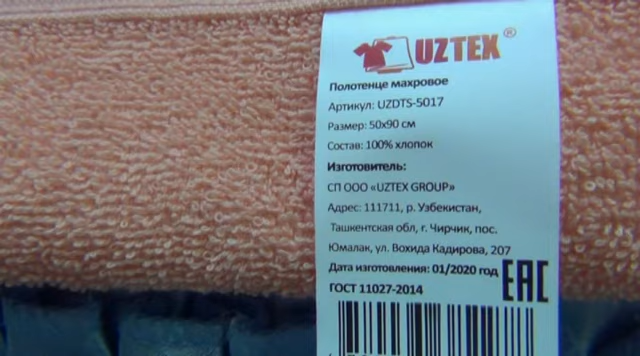 UZTEX®
Полотенце махровое
Артикул: UZDTS-5017
Размер: 50х90 см
Состав: 100% хлопок
Изготовитель:
СП ООО «UZTEX GROUP»
Адрес: 111711, р. Узбекистан,
Ташкентская обл, г. Чирчик, пос.
Юмалак, ул. Вохида Кадирова, 207
Дата изготовления: 01/2020 год
ГОСТ 11027-2014
EAC